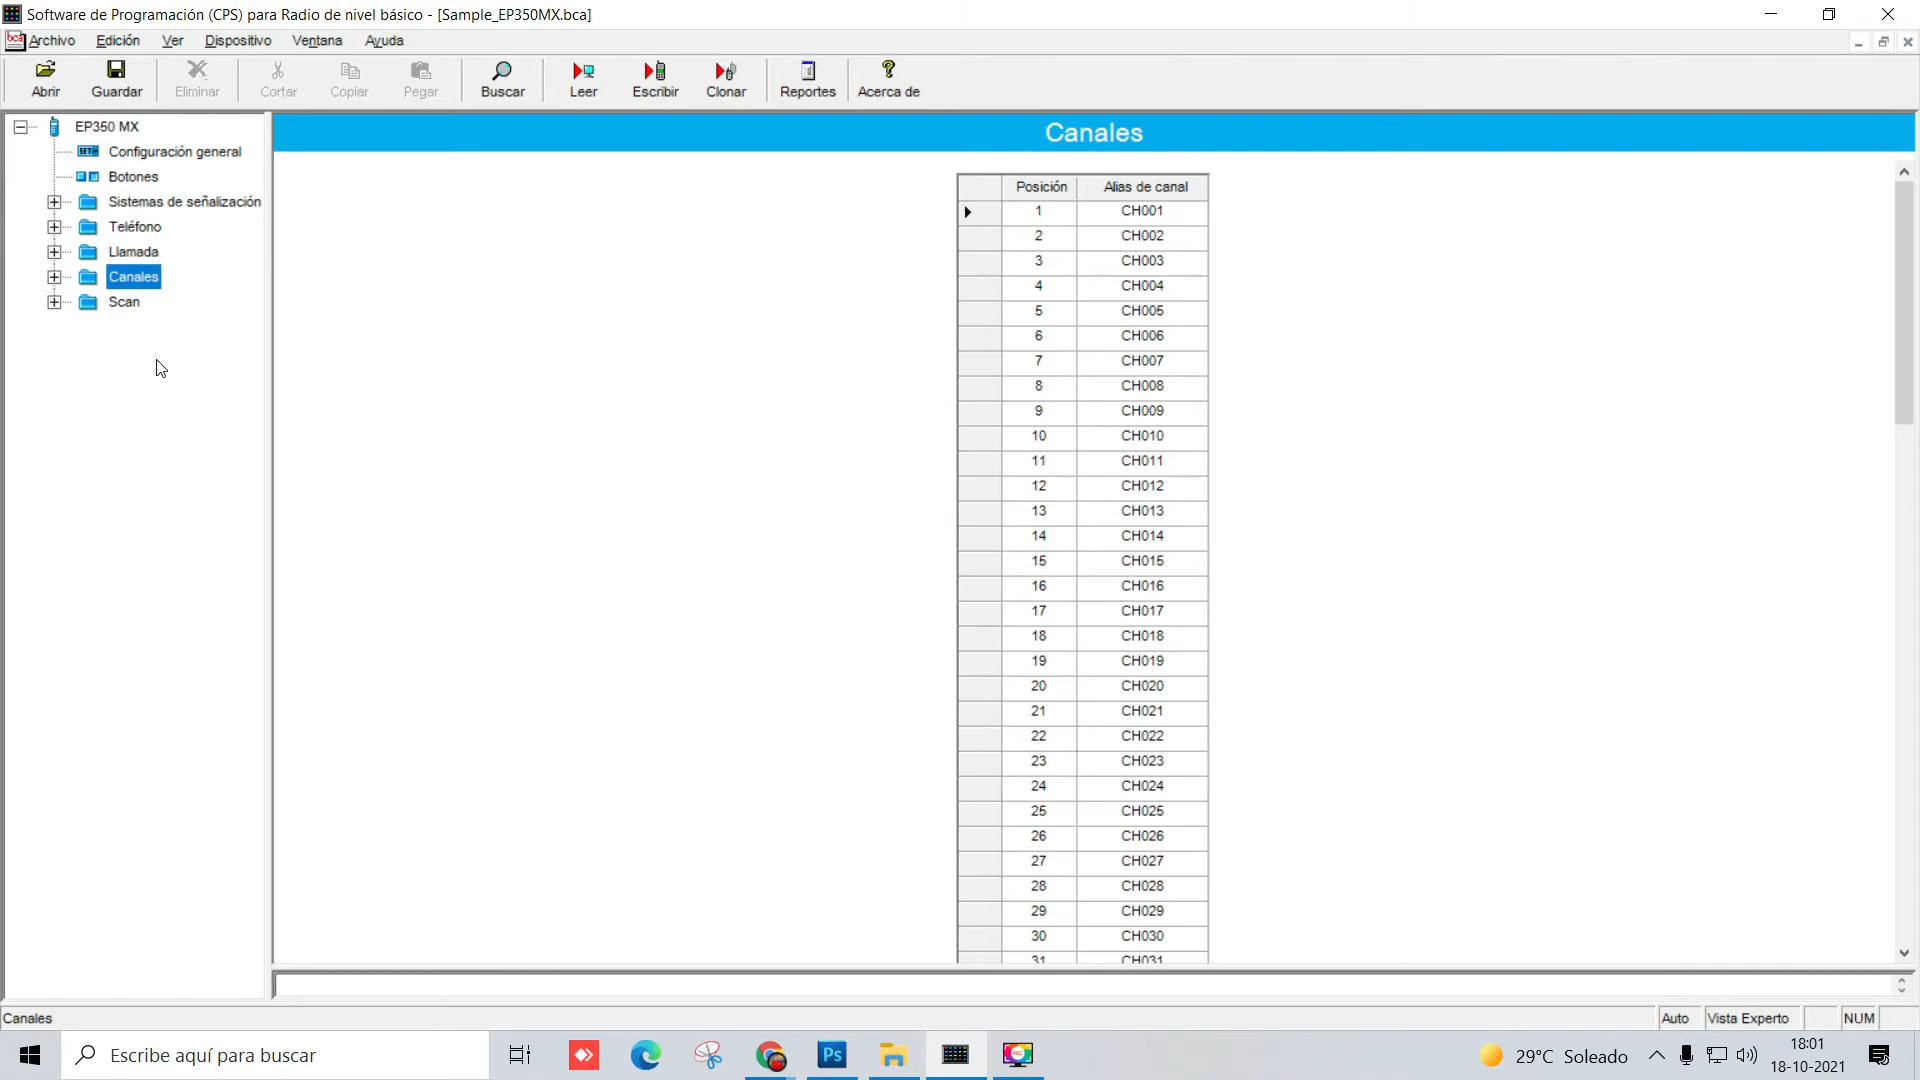 Software de Programación (CPS) para Radio de nivel básico - [Sample_EP350MX.bca]
bca Archivo Edición Ver Dispositivo Ventana Ayuda
Abrir Guardar Eliminar Cortar Copiar Pegar Buscar Leer Escribir Clonar Reportes Acerca de
EP350 MX
SET Configuración general
Botones
Sistemas de señalización
Teléfono
Llamada
Canales
Scan
Canales
Posición Alias de canal
1 CH001
2 CH002
3 CH003
4 CH004
5 CH005
6 CH006
7 CH007
8 CH008
9 CH009
10 CH010
11 CH011
12 CH012
13 CH013
14 CH014
15 CH015
16 CH016
17 CH017
18 CH018
19 CH019
20 CH020
21 CH021
22 CH022
23 CH023
24 CH024
25 CH025
26 CH026
27 CH027
28 CH028
29 CH029
30 CH030
31 CH031
Canales Auto Vista Experto NUM
Escribe aquí para buscar
Ps
REC
29°C Soleado
18:01
18-10-2021